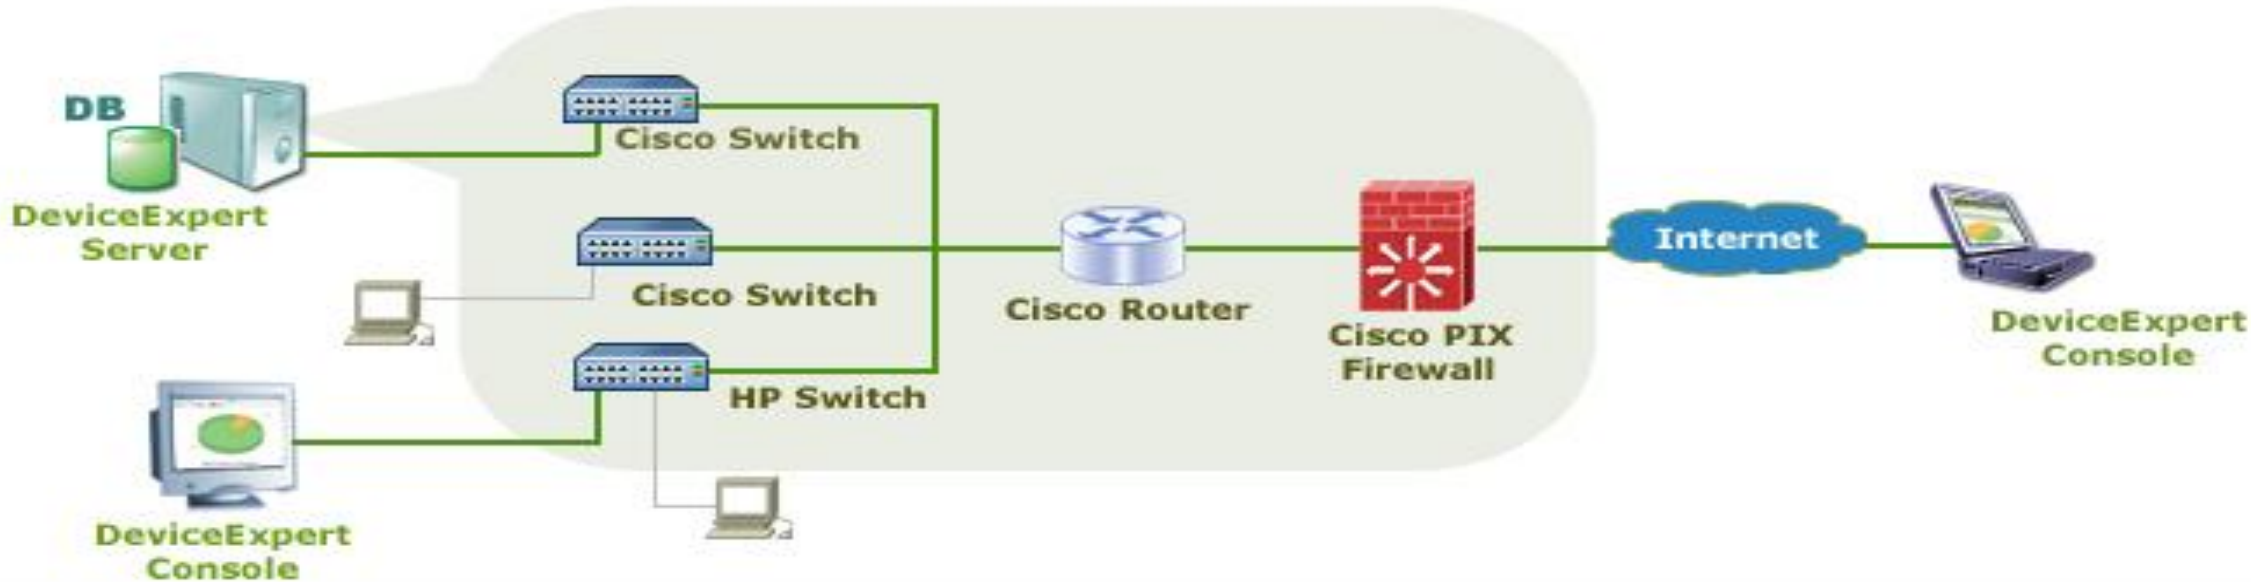 DB
DeviceExpert
Server
Cisco Switch
Cisco Switch
HP Switch
DeviceExpert
Console
Cisco Router
Cisco PIX
Firewall
Internet
DeviceExpert
Console